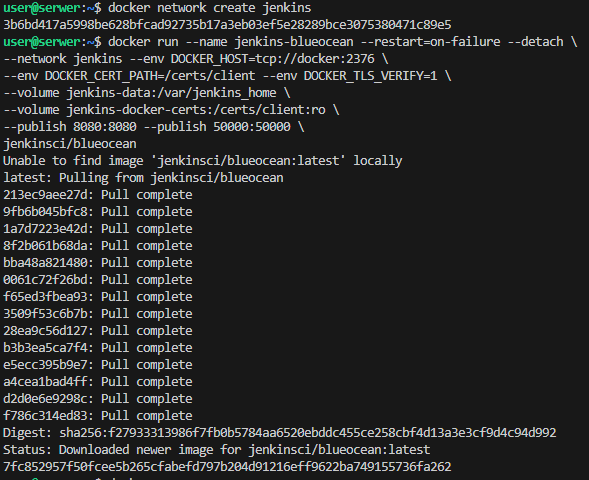 user@serwer:~$ docker network create jenkins
3b6bd417a5998be628bfcad92735b17a3eb03ef5e28289bce3075380471c89e5
user@serwer:~$ docker run --name jenkins-blueocean --restart=on-failure --detach \
--network jenkins --env DOCKER_HOST=tcp://docker:2376 \
--env DOCKER_CERT_PATH=/certs/client --env DOCKER_TLS_VERIFY=1 \
--volume jenkins-data:/var/jenkins_home \
--volume jenkins-docker-certs:/certs/client:ro \
--publish 8080:8080 --publish 50000:50000 \
jenkinsci/blueocean
Unable to find image 'jenkinsci/blueocean:latest' locally
latest: Pulling from jenkinsci/blueocean
213ec9aee27d: Pull complete
9fb6b045bfc8: Pull complete
1a7d7223e42d: Pull complete
8f2b061b68da: Pull complete
bba48a821480: Pull complete
0061c72f26bd: Pull complete
f65ed3fbea93: Pull complete
3509f53c6b7b: Pull complete
28ea9c56d127: Pull complete
b3b3ea5ca7f4: Pull complete
e5ecc395b9e7: Pull complete
a4cea1bad4ff: Pull complete
d2d0e6e9298c: Pull complete
f786c314ed83: Pull complete
Digest: sha256:f27933313986f7fb0b5784aa6520ebddc455ce258cbf4d13a3e3cf9d4c94d992
Status: Downloaded newer image for jenkinsci/blueocean:latest
7fc852957f50fcee5b265cfabefd797b204d91216eff9622ba749155736fa262